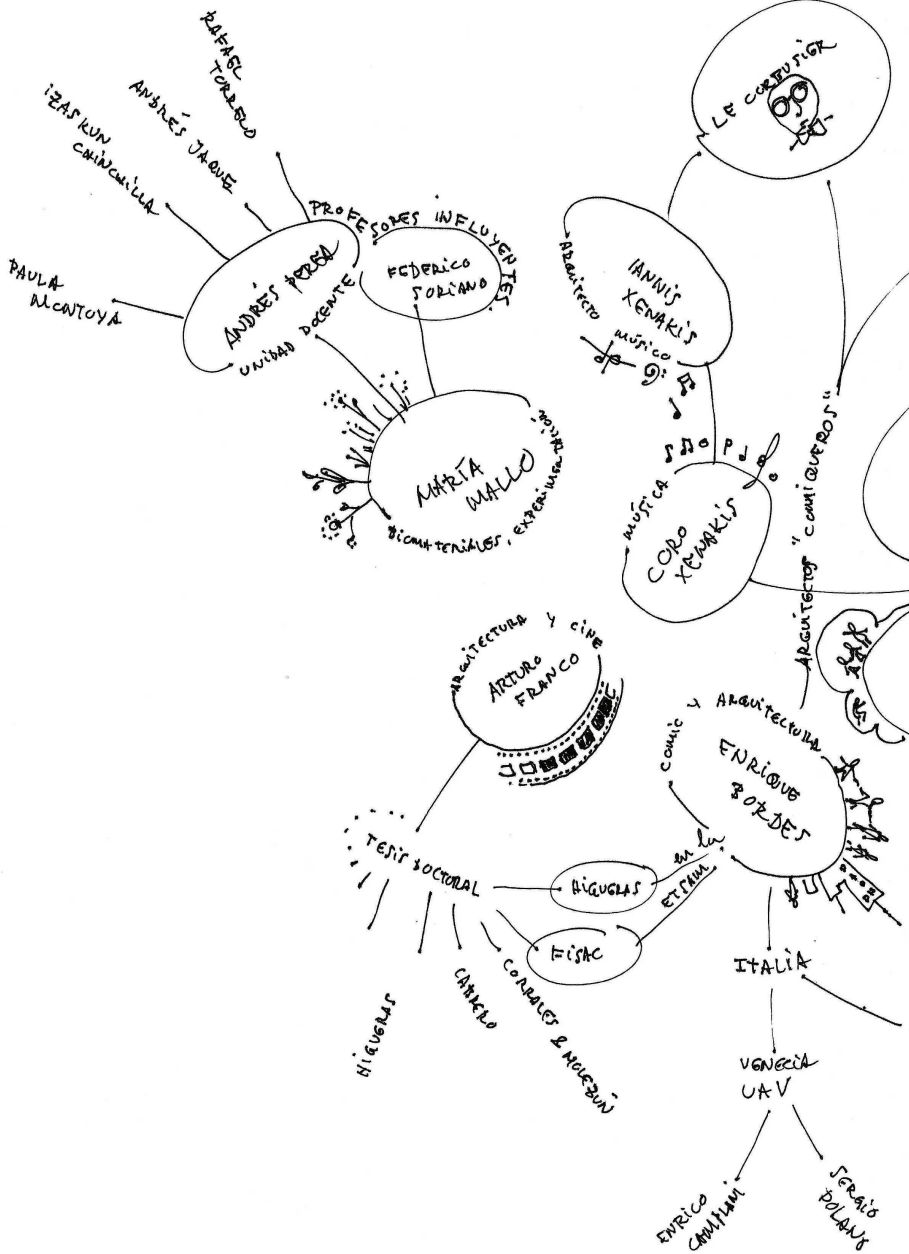 RAFAEL
TORRELO
ANDRÉS JAQUE
IZASKUN
CHINCHILLA
PAULA
MONTOYA
PROFESORES INFLUYENTES.
ANDRÉS PEREA
UNIDAD DOCENTE
FEDERICO
SORIANO
MARÍA
MALLO
BIOMATERIALES, EXPERIMENTACIÓN
LE CORBUSIER
IANNIS
XENAKIS
ARQUITECTO
MÚSICO
MÚSICA
CORO
XENAKIS
ARQUITECTOS "COMIQUEROS"
ARQUITECTURA Y CINE
ARTURO
FRANCO
COMIC Y ARQUITECTURA
ENRIQUE
BORDES
TESIS DOCTORAL
HIGUERAS
FISAC
en la
ETSAM
HIGUERAS
CABRERO
CORRALES & MOLEZÚN
ITALIA
VENECIA
UAV
ENRICO
SERGIO
POLANO